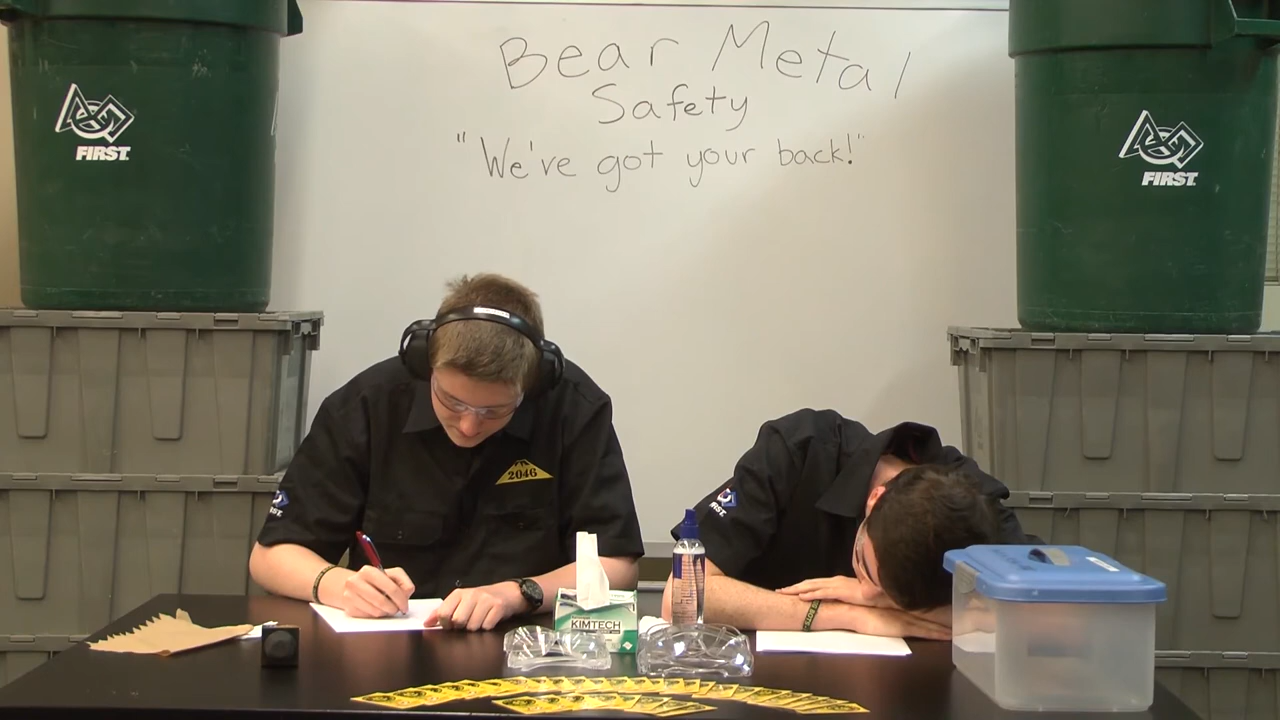 Bear Metal
Safety
"We've got your back!"
FIRST
FIRST
2046
KIMTECH